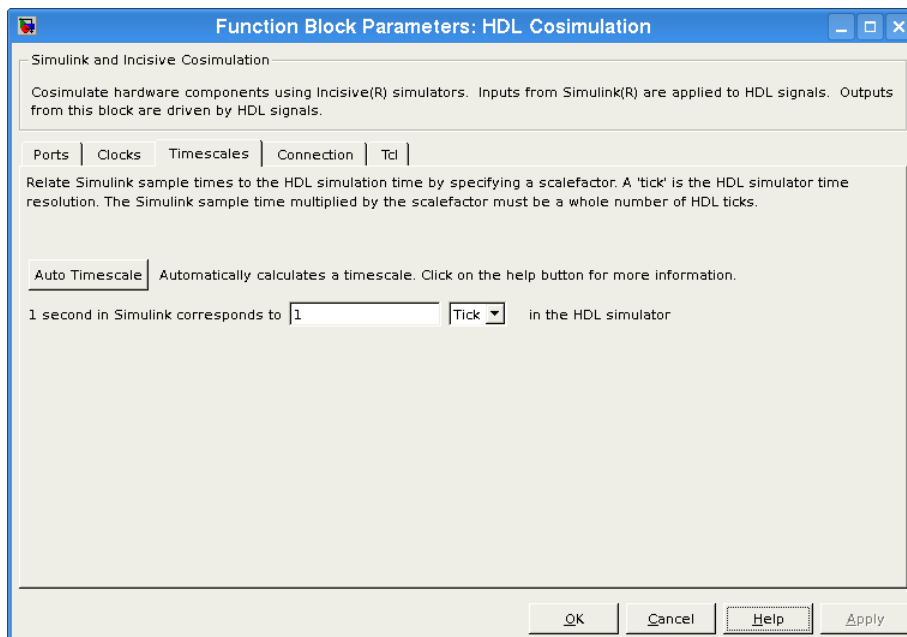 Function Block Parameters: HDL Cosimulation
Simulink and Incisive Cosimulation
Cosimulate hardware components using Incisive(R) simulators. Inputs from Simulink(R) are applied to HDL signals. Outputs
from this block are driven by HDL signals.
Ports Clocks Timescales Connection Tcl
Relate Simulink sample times to the HDL simulation time by specifying a scalefactor. A 'tick' is the HDL simulator time
resolution. The Simulink sample time multiplied by the scalefactor must be a whole number of HDL ticks.
Auto Timescale Automatically calculates a timescale. Click on the help button for more information.
1 second in Simulink corresponds to 1 Tick in the HDL simulator
OK Cancel Help Apply